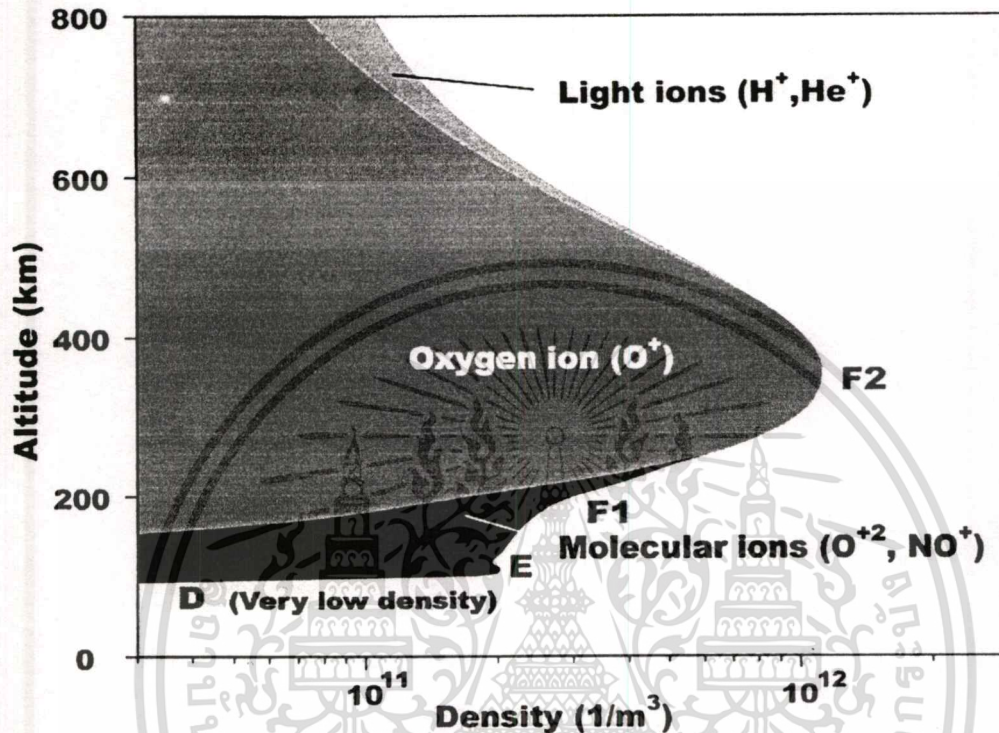 800
Light ions (H⁺,He⁺)
600
Altitude (km)
400
Oxygen ion (O⁺)
F2
200
F1
Molecular ions (O⁺², NO⁺)
E
D (Very low density)
0
10¹¹
10¹²
Density (1/m³)